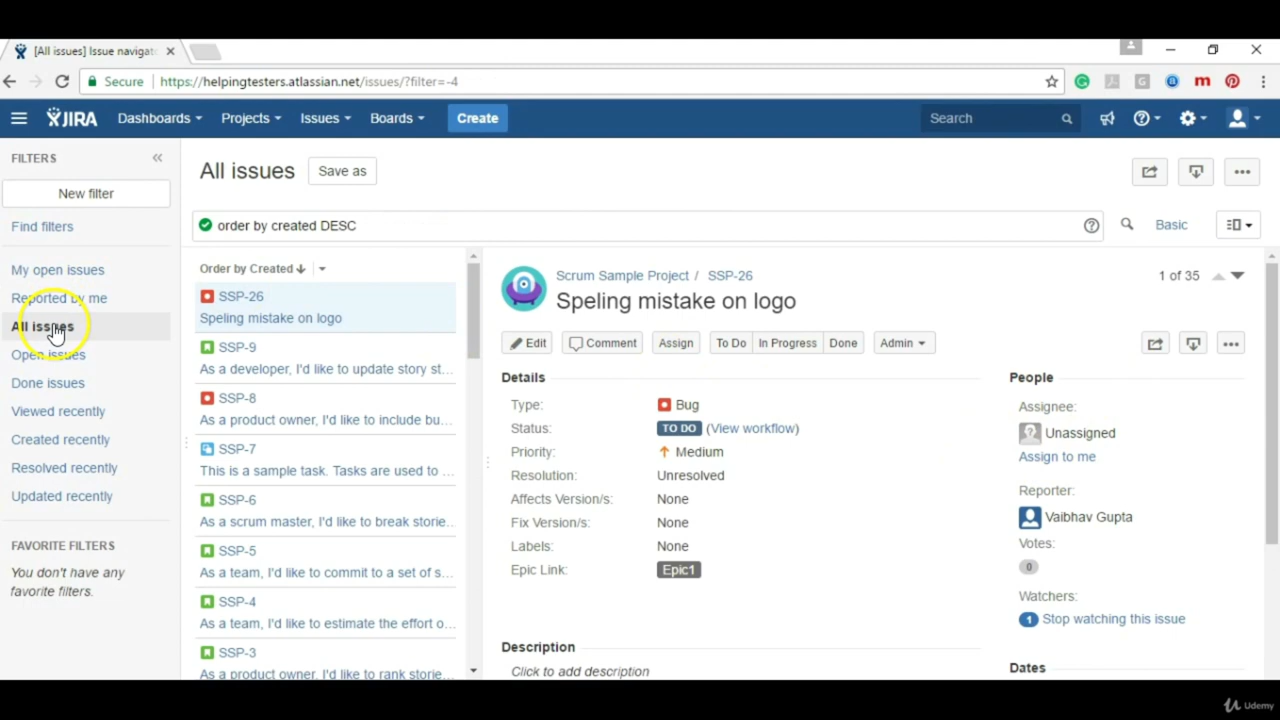 [All issues] Issue navigat
Secure https://helpingtesters.atlassian.net/issues/?filter=-4
JIRA Dashboards Projects Issues Boards Create Search
FILTERS
New filter
Find filters
My open issues
Reported by me
All issues
Open issues
Done issues
Viewed recently
Created recently
Resolved recently
Updated recently
FAVORITE FILTERS
You don't have any
favorite filters.
All issues Save as
order by created DESC Basic
Order by Created
SSP-26
Speling mistake on logo
SSP-9
As a developer, I'd like to update story st...
SSP-8
As a product owner, I'd like to include bu...
SSP-7
This is a sample task. Tasks are used to ...
SSP-6
As a scrum master, I'd like to break storie...
SSP-5
As a team, I'd like to commit to a set of s...
SSP-4
As a team, I'd like to estimate the effort o...
SSP-3
As a product owner, I'd like to rank storie...
Scrum Sample Project / SSP-26
1 of 35
Speling mistake on logo
Edit Comment Assign To Do In Progress Done Admin
Details
Type: Bug
Status: TO DO (View workflow)
Priority: Medium
Resolution: Unresolved
Affects Version/s: None
Fix Version/s: None
Labels: None
Epic Link: Epic1
Description
Click to add description
People
Assignee:
Unassigned
Assign to me
Reporter:
Vaibhav Gupta
Votes:
0
Watchers:
1 Stop watching this issue
Dates
Udemy